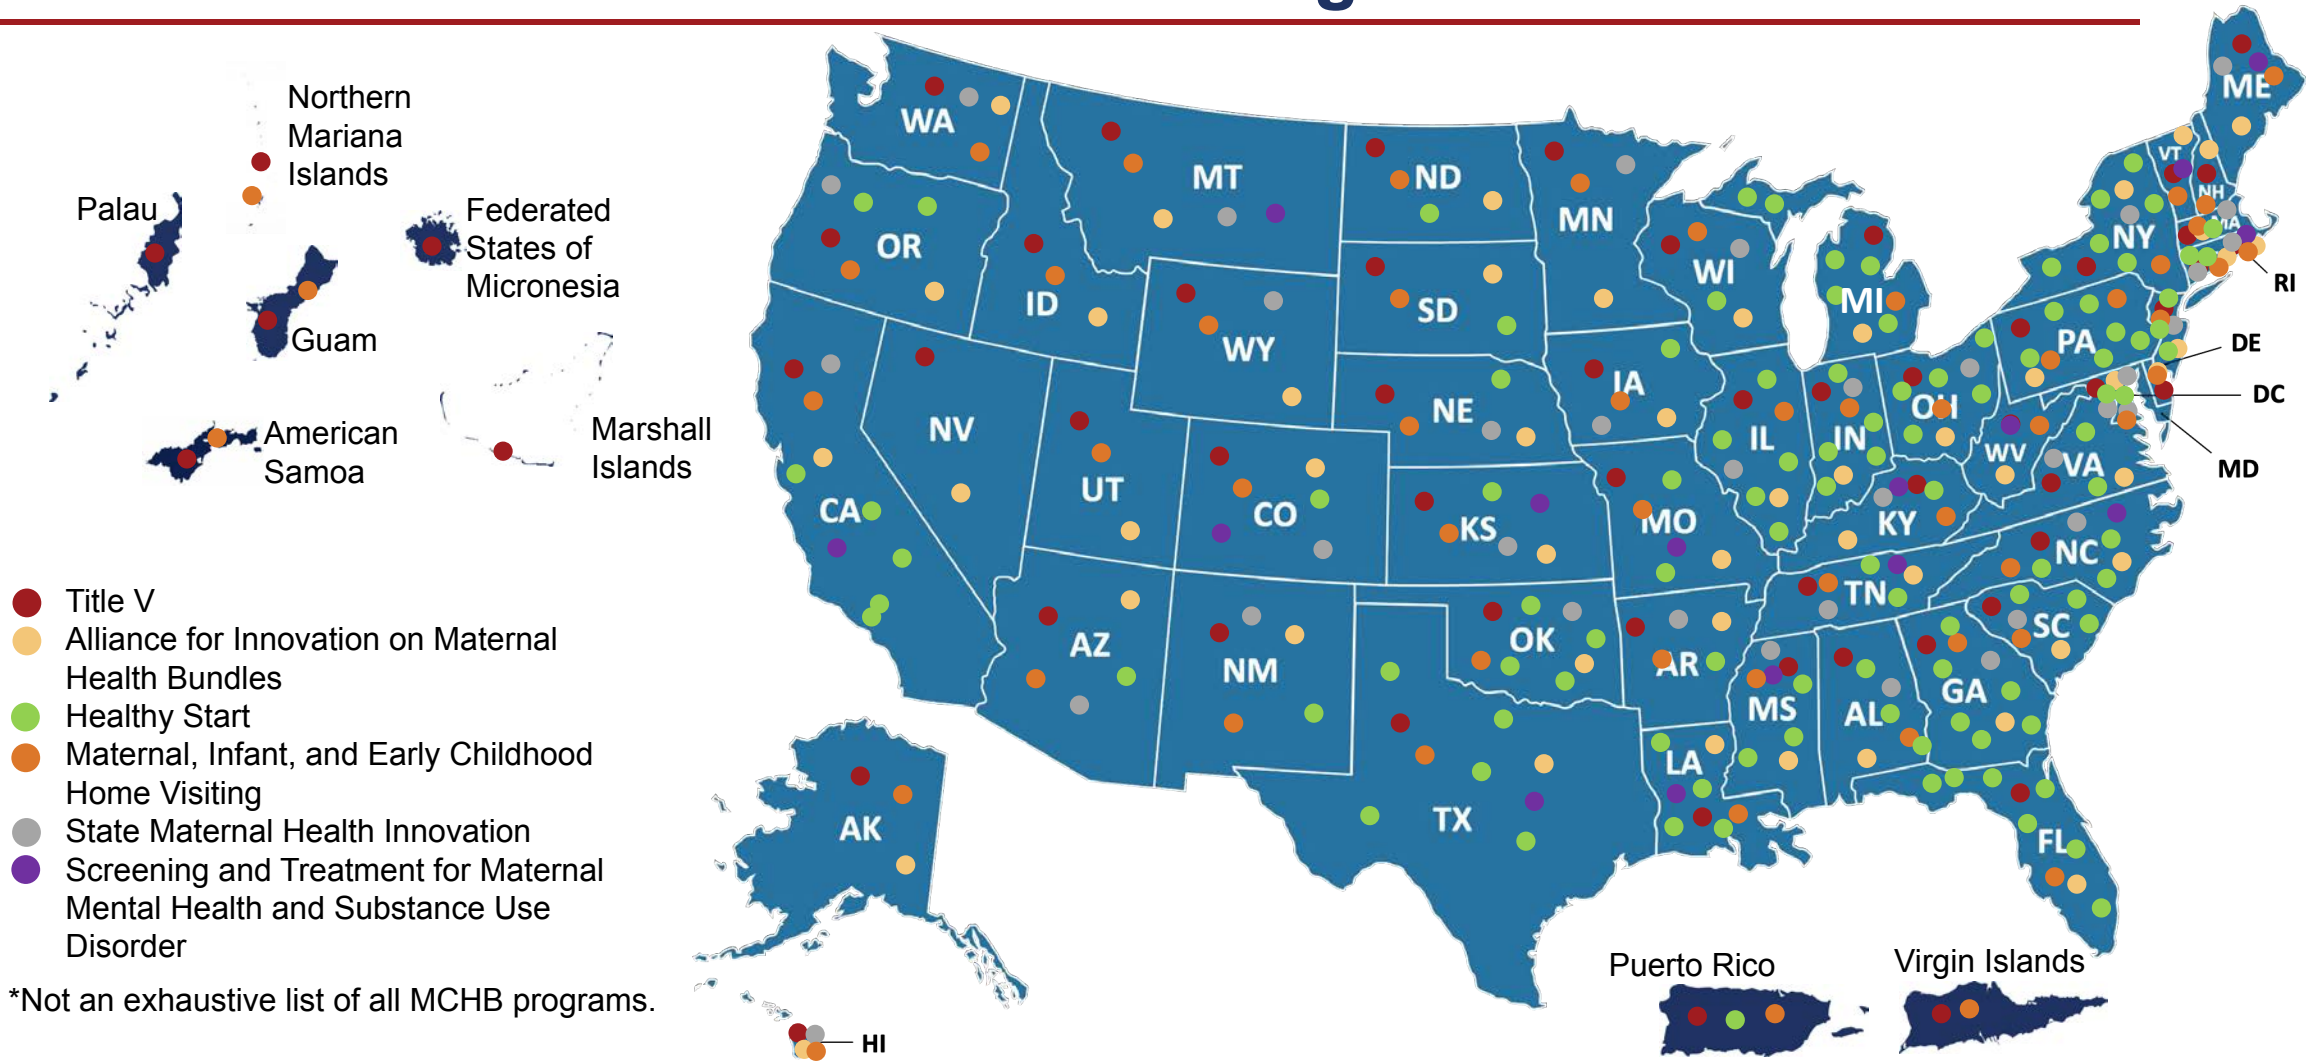 Northern
Mariana
Islands
Palau
Federated
States of
Micronesia
Guam
American
Samoa
Marshall
Islands
Title V
Alliance for Innovation on Maternal
Health Bundles
Healthy Start
Maternal, Infant, and Early Childhood
Home Visiting
State Maternal Health Innovation
Screening and Treatment for Maternal
Mental Health and Substance Use
Disorder
*Not an exhaustive list of all MCHB programs.
WA
MT
ND
MN
OR
ID
WY
SD
WI
MI
NY
VT
NH
MA
ME
RI
NV
UT
CO
NE
IA
IL
IN
OH
PA
DE
DC
MD
WV
VA
CA
KS
MO
KY
NC
TN
SC
AZ
NM
OK
AR
MS
AL
GA
TX
LA
FL
AK
HI
Puerto Rico
Virgin Islands